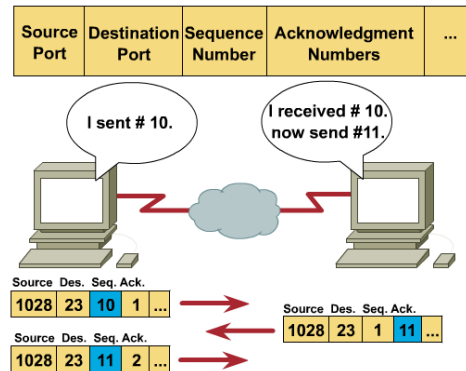 Source Port Destination Port Sequence Number Acknowledgment Numbers ...
I sent # 10.
I received # 10.
now send #11.
Source Des. Seq. Ack.
1028 23 10 1 ...
Source Des. Seq. Ack.
1028 23 1 11 ...
Source Des. Seq. Ack.
1028 23 11 2 ...